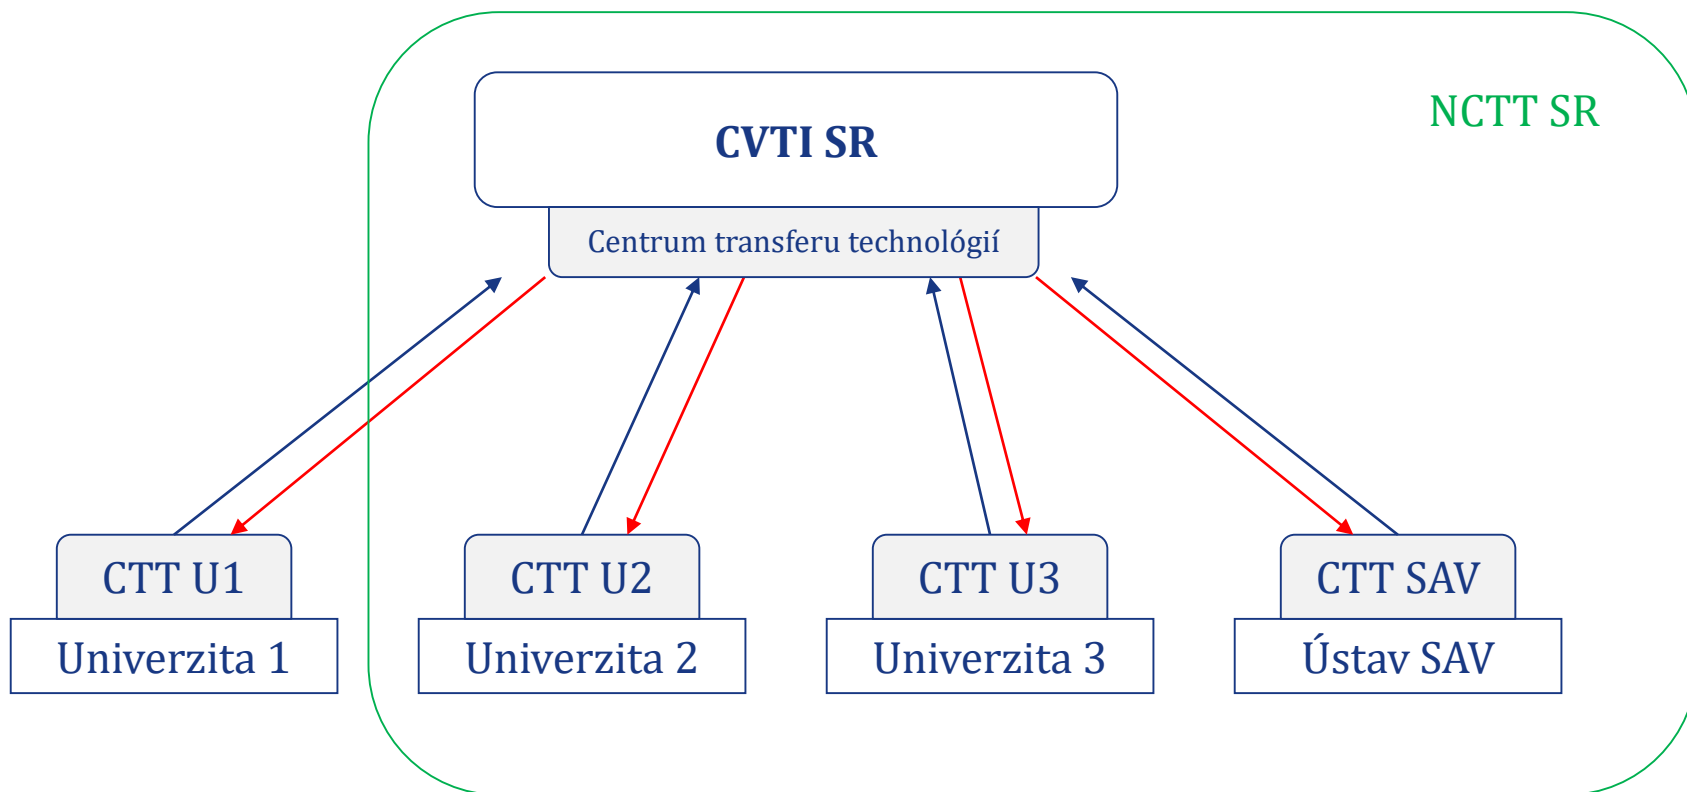 NCTT SR
CVTI SR
Centrum transferu technológií
CTT U1
CTT U2
CTT U3
CTT SAV
Univerzita 1
Univerzita 2
Univerzita 3
Ústav SAV